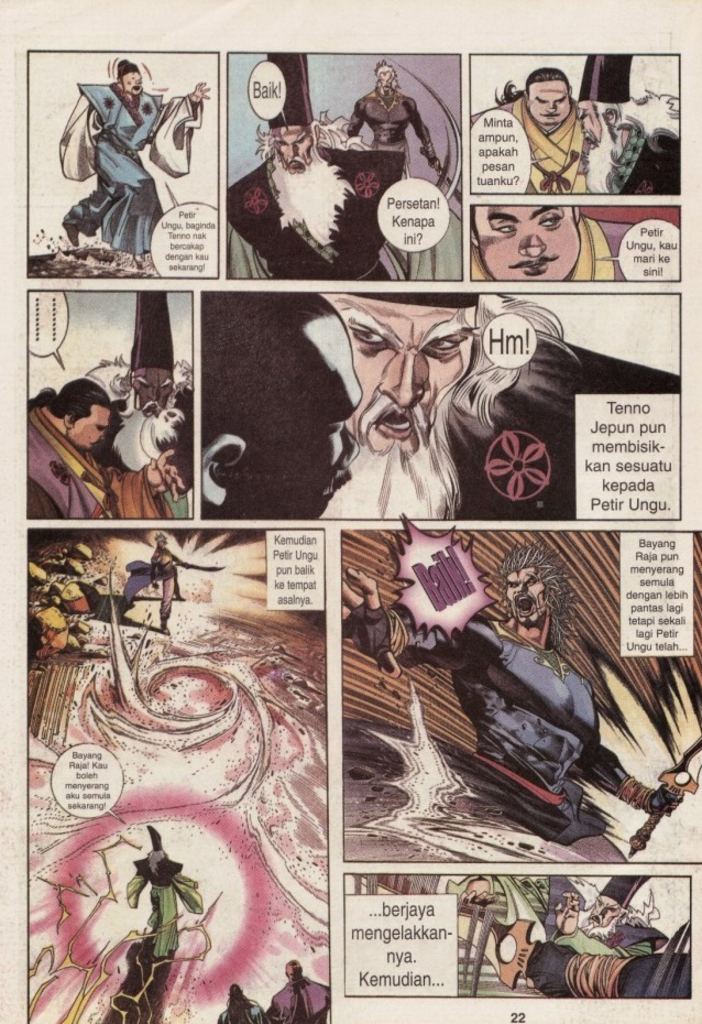 Petir
Ungu, baginda
Tenno nak
bercakap
dengan kau
sekarang!
Baik!
Persetan!
Kenapa
ini?
Minta
ampun,
apakah
pesan
tuanku?
Petir
Ungu, kau
mari ke
sini!
Hm!
Tenno
Jepun pun
membisik-
kan sesuatu
kepada
Petir Ungu.
Kemudian
Petir Ungu
pun balik
ke tempat
asalnya.
Bayang
Raja! Kau
boleh
menyerang
aku semula
sekarang!
Baik!
Bayang
Raja pun
menyerang
semula
dengan lebih
pantas lagi
tetapi sekali
lagi Petir
Ungu telah...
...berjaya
mengelakkan-
nya.
Kemudian...
22